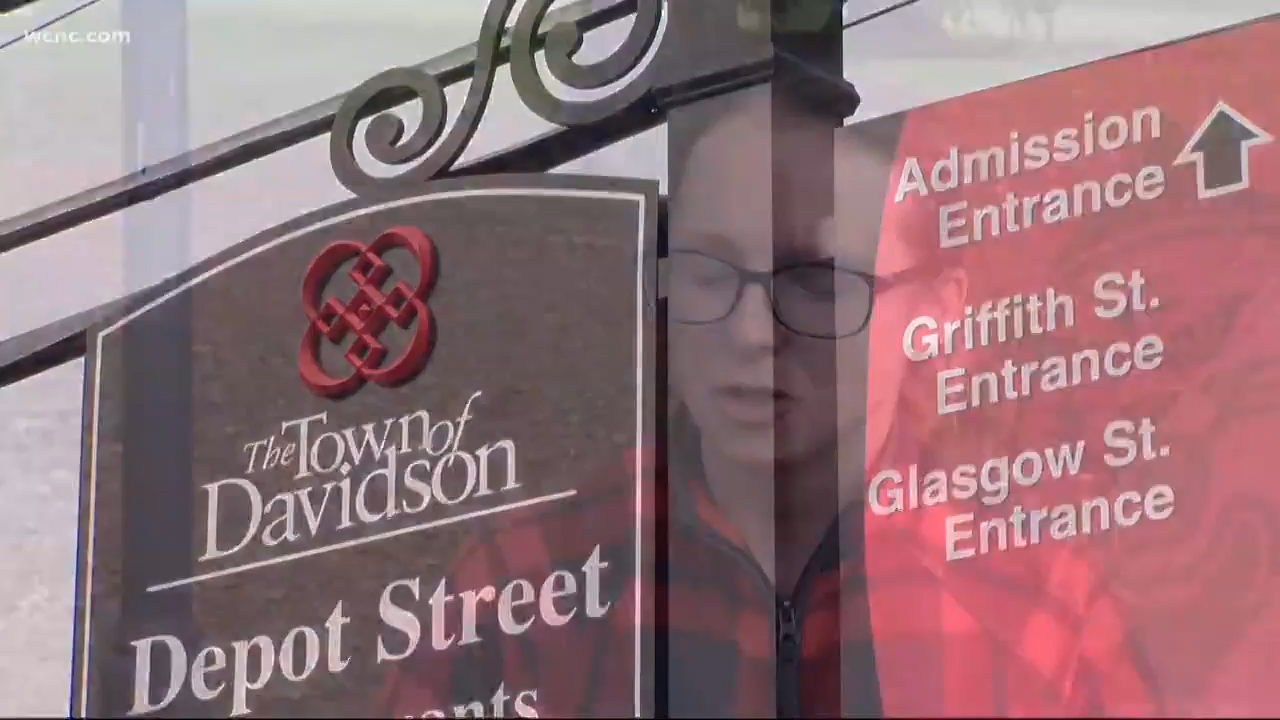 wcnc.com
The Town of
Davidson
Depot Street
Admission
Entrance
Griffith St.
Entrance
Glasgow St.
Entrance